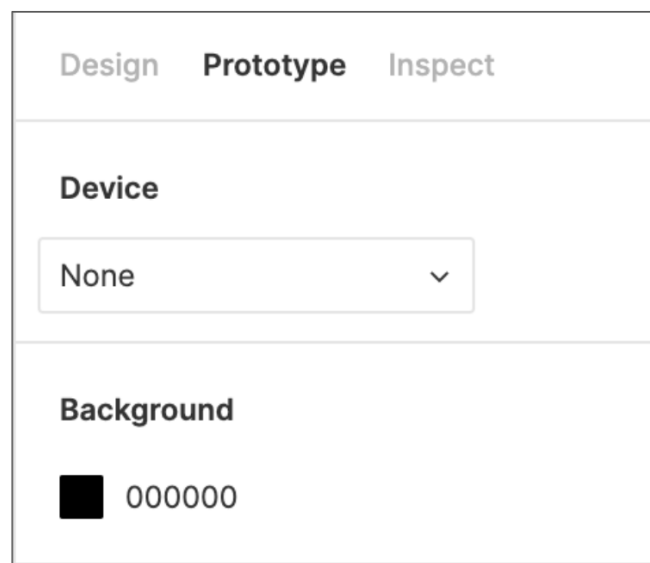 Design Prototype Inspect
Device
None
Background
000000